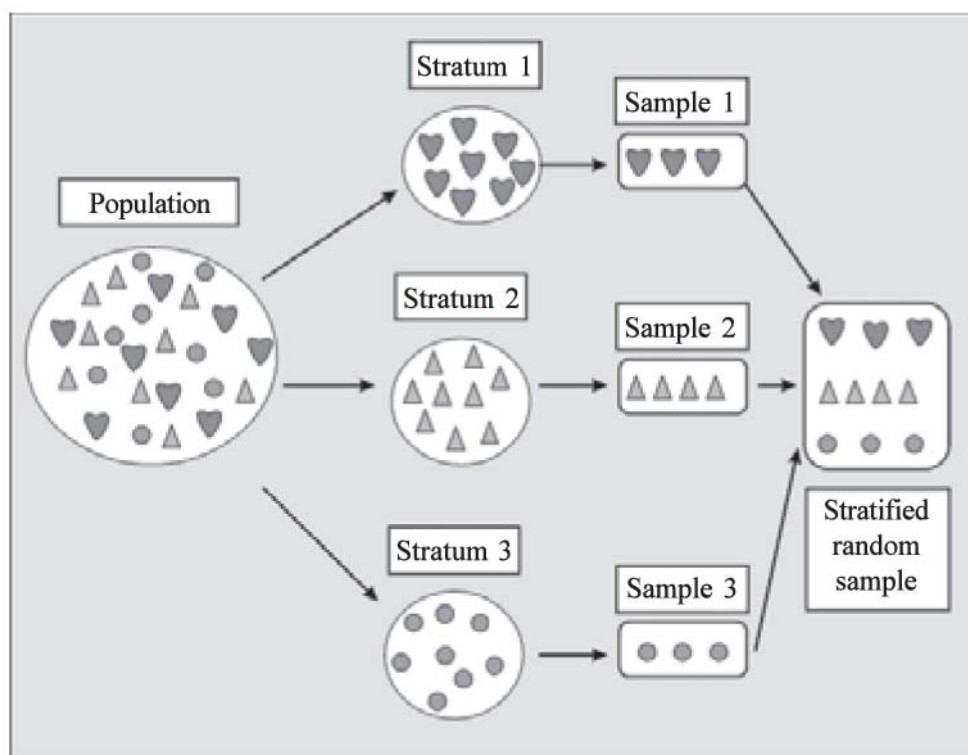 Stratum 1
Sample 1
Population
Stratum 2
Sample 2
Stratum 3
Sample 3
Stratified
random
sample